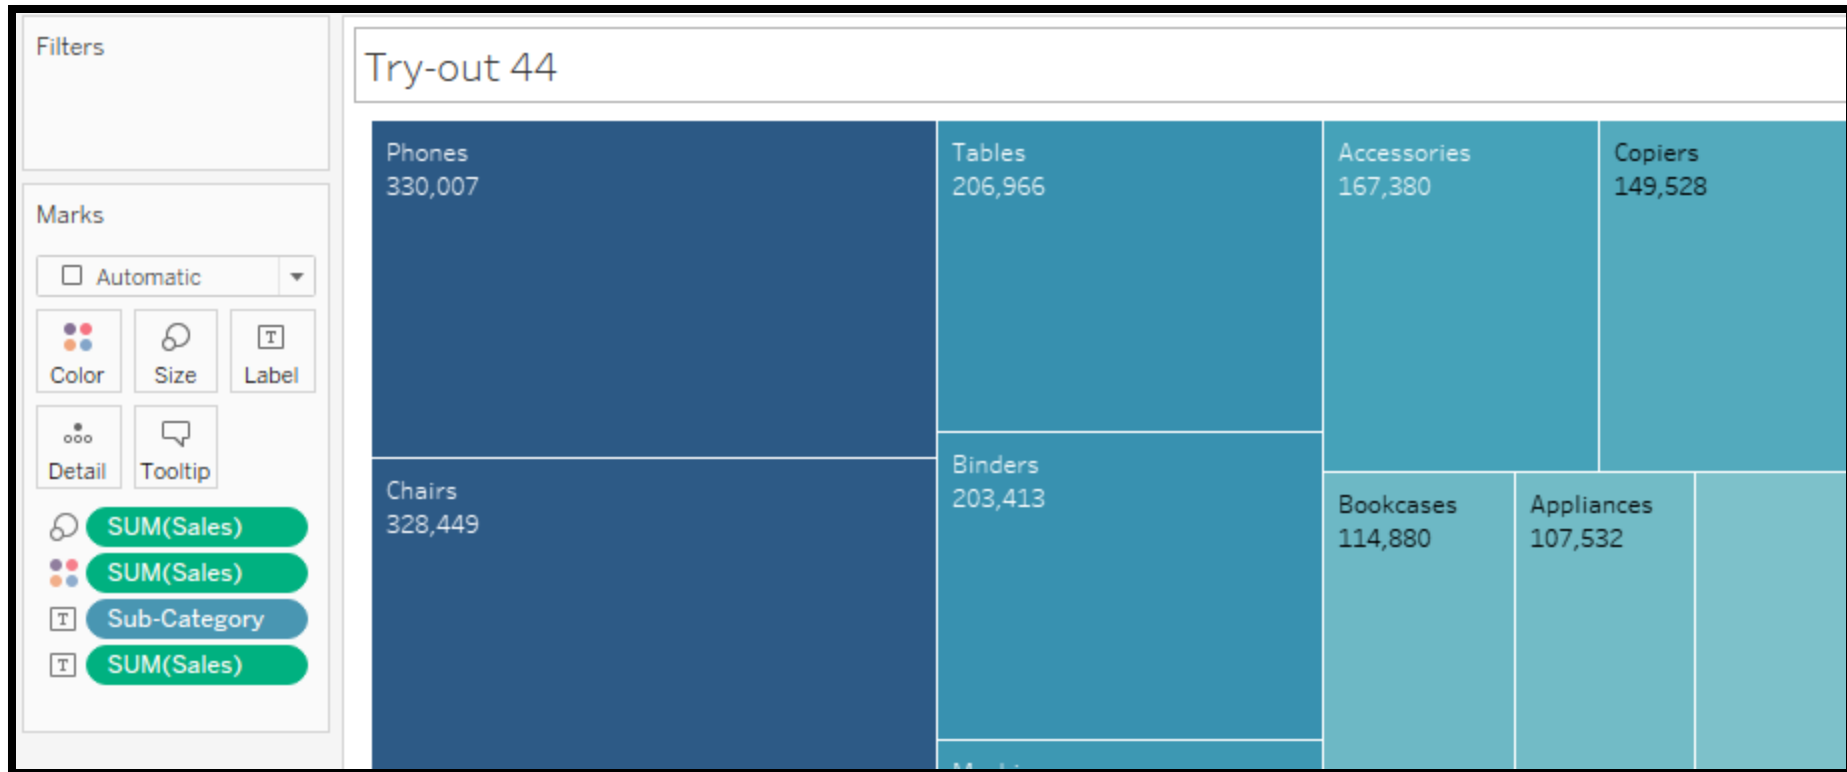 Filters
Marks
Automatic
Color
Size
Label
Detail
Tooltip
SUM(Sales)
SUM(Sales)
T Sub-Category
T SUM(Sales)
Try-out 44
Phones
330,007
Chairs
328,449
Tables
206,966
Binders
203,413
Accessories
167,380
Copiers
149,528
Bookcases
114,880
Appliances
107,532